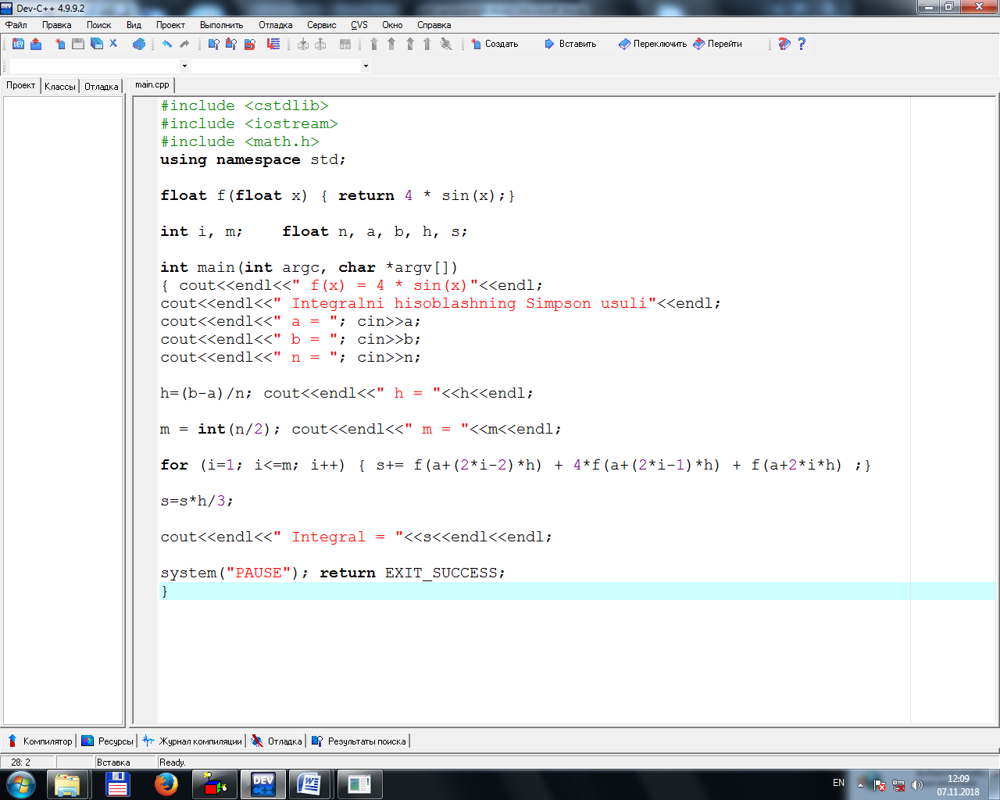 Dev-C++ 4.9.9.2
Файл Правка Поиск Вид Проект Выполнить Отладка Сервис CVS Окно Справка
Создать Вставить Переключить Перейти
Проект Классы Отладка main.cpp
#include <cstdlib>
#include <iostream>
#include <math.h>
using namespace std;
float f(float x) { return 4 * sin(x);}
int i, m;    float n, a, b, h, s;
int main(int argc, char *argv[])
{ cout<<endl<<" f(x) = 4 * sin(x)"<<endl;
cout<<endl<<" Integralni hisoblashning Simpson usuli"<<endl;
cout<<endl<<" a = "; cin>>a;
cout<<endl<<" b = "; cin>>b;
cout<<endl<<" n = "; cin>>n;
h=(b-a)/n; cout<<endl<<" h = "<<h<<endl;
m = int(n/2); cout<<endl<<" m = "<<m<<endl;
for (i=1; i<=m; i++) { s+= f(a+(2*i-2)*h) + 4*f(a+(2*i-1)*h) + f(a+2*i*h) ;}
s=s*h/3;
cout<<endl<<" Integral = "<<s<<endl<<endl;
system("PAUSE"); return EXIT_SUCCESS;
}
Компилятор Ресурсы Журнал компиляции Отладка Результаты поиска
28: 2 Вставка Ready.
DEV C++ EN 12:09
07.11.2018